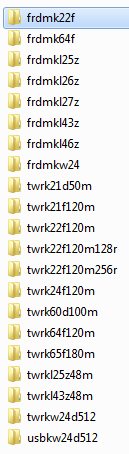 frdmk22f
frdmk64f
frdmkl25z
frdmkl26z
frdmkl27z
frdmkl43z
frdmkl46z
frdmkw24
twrk21d50m
twrk21f120m
twrk22f120m
twrk22f120m128r
twrk22f120m256r
twrk24f120m
twrk60d100m
twrk64f120m
twrk65f180m
twrkl25z48m
twrkl43z48m
twrkw24d512
usbkw24d512